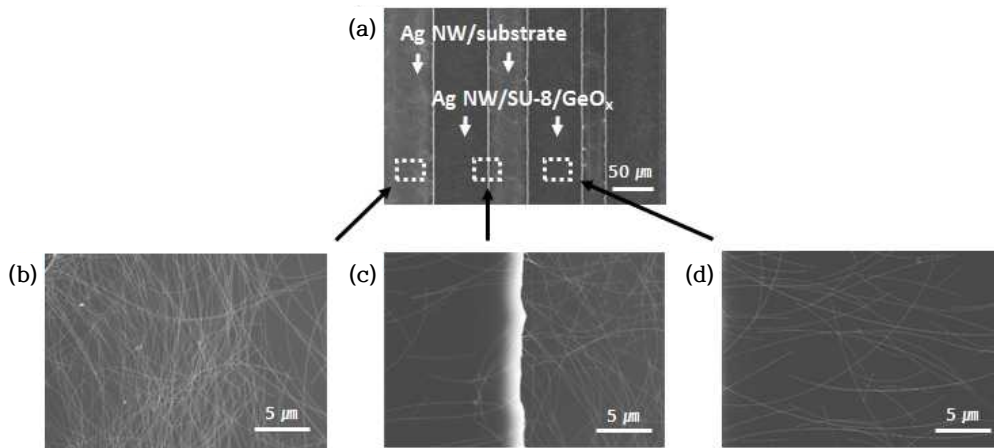 (a)
Ag NW/substrate
Ag NW/SU-8/GeOₓ
50 ㎛
(b)
(c)
(d)
5 ㎛
5 ㎛
5 ㎛